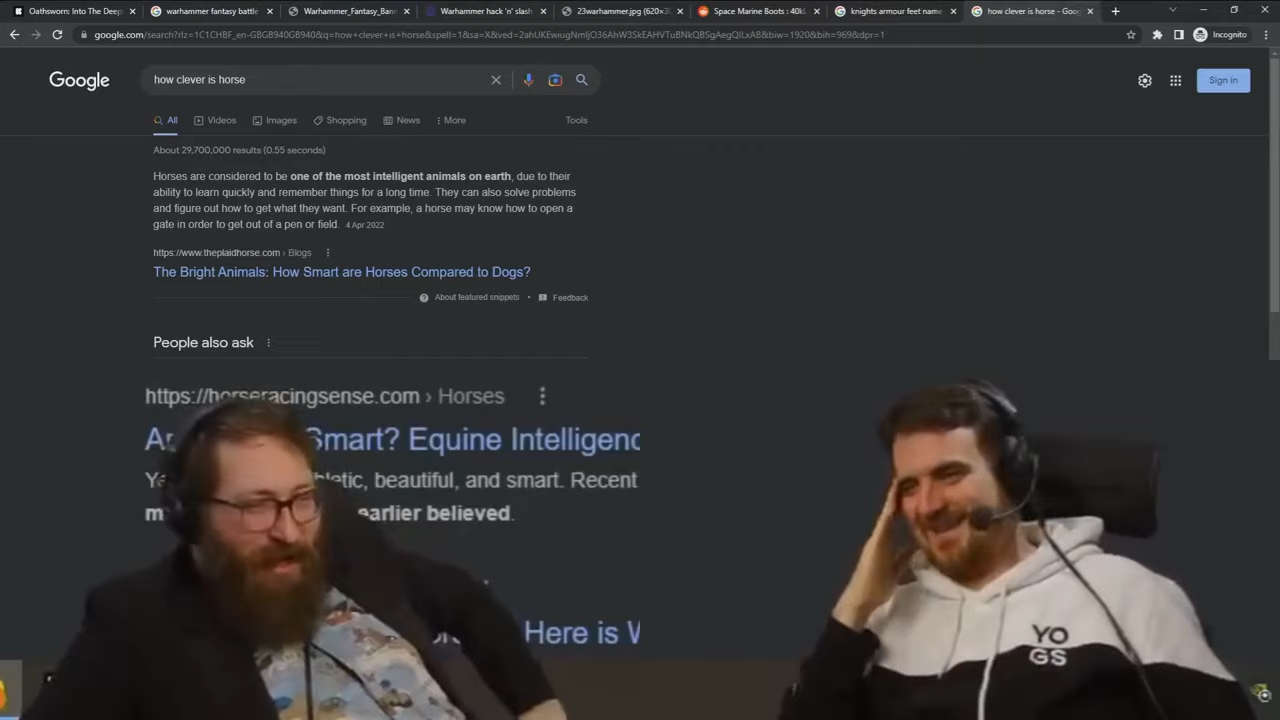 Oathsworn: Into The Deep
warhammer fantasy battle
Warhammer_Fantasy_Bann
Warhammer hack 'n' slash
23warhammer.jpg (620×3
Space Marine Boots : 40k
knights armour feet name
how clever is horse - Goog
google.com/search?rlz=1C1CHBF_en-GBGB940GB940&q=how+clever+is+horse&spell=1&sa=X&ved=2ahUKEwiugNmIjO36AhW3SkEAHVTuBNkQBSgAegQILxAB&biw=1920&bih=969&dpr=1
Incognito
Google
how clever is horse
Sign in
All
Videos
Images
Shopping
News
More
Tools
About 29,700,000 results (0.55 seconds)
Horses are considered to be one of the most intelligent animals on earth, due to their
ability to learn quickly and remember things for a long time. They can also solve problems
and figure out how to get what they want. For example, a horse may know how to open a
gate in order to get out of a pen or field. 4 Apr 2022
https://www.theplaidhorse.com › Blogs
The Bright Animals: How Smart are Horses Compared to Dogs?
About featured snippets • Feedback
People also ask
https://horseracingsense.com › Horses
Smart? Equine Intelligenc
beautiful, and smart. Recent
earlier believed.
Here is W
YO
GS